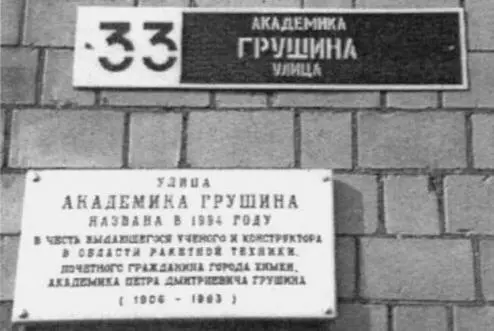 33
АКАДЕМИКА
ГРУШИНА
УЛИЦА
УЛИЦА
АКАДЕМИКА ГРУШИНА
НАЗВАНА В 1994 ГОДУ
В ЧЕСТЬ ВЫДАЮЩЕГОСЯ УЧЕНОГО И КОНСТРУКТОРА
В ОБЛАСТИ РАКЕТНОЙ ТЕХНИКИ,
ПОЧЕТНОГО ГРАЖДАНИНА ГОРОДА ХИМКИ,
АКАДЕМИКА ПЕТРА ДМИТРИЕВИЧА ГРУШИНА
( 1906 - 1993 )